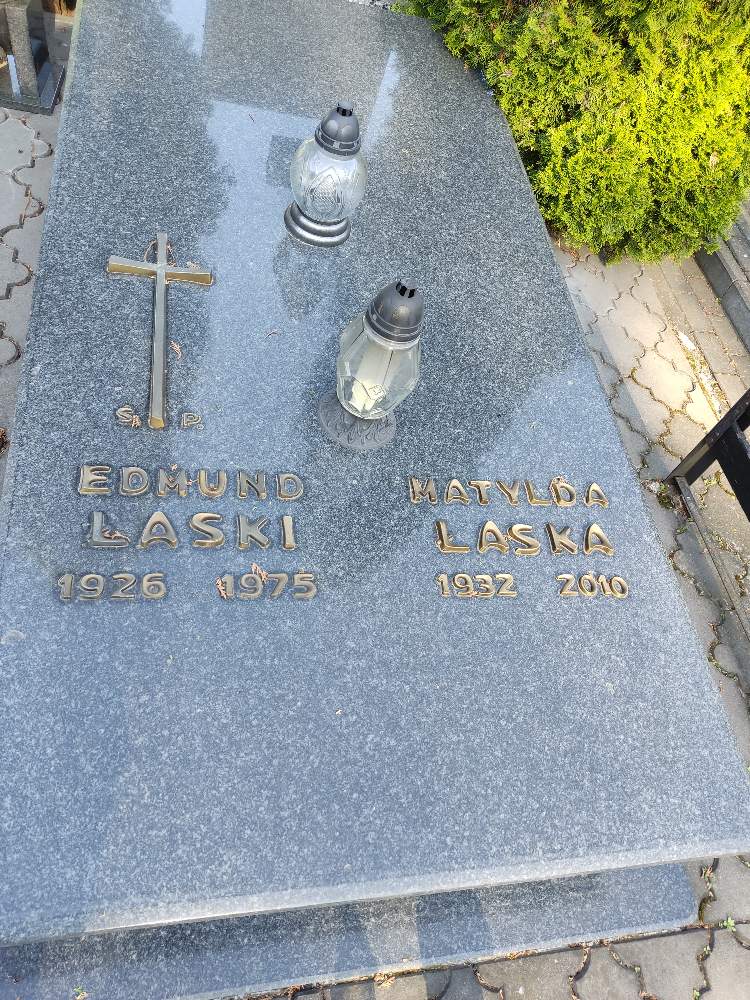 Ś. P.
EDMUND
ŁASKI
1926 1975
MATYLDA
ŁASKA
1932 2010